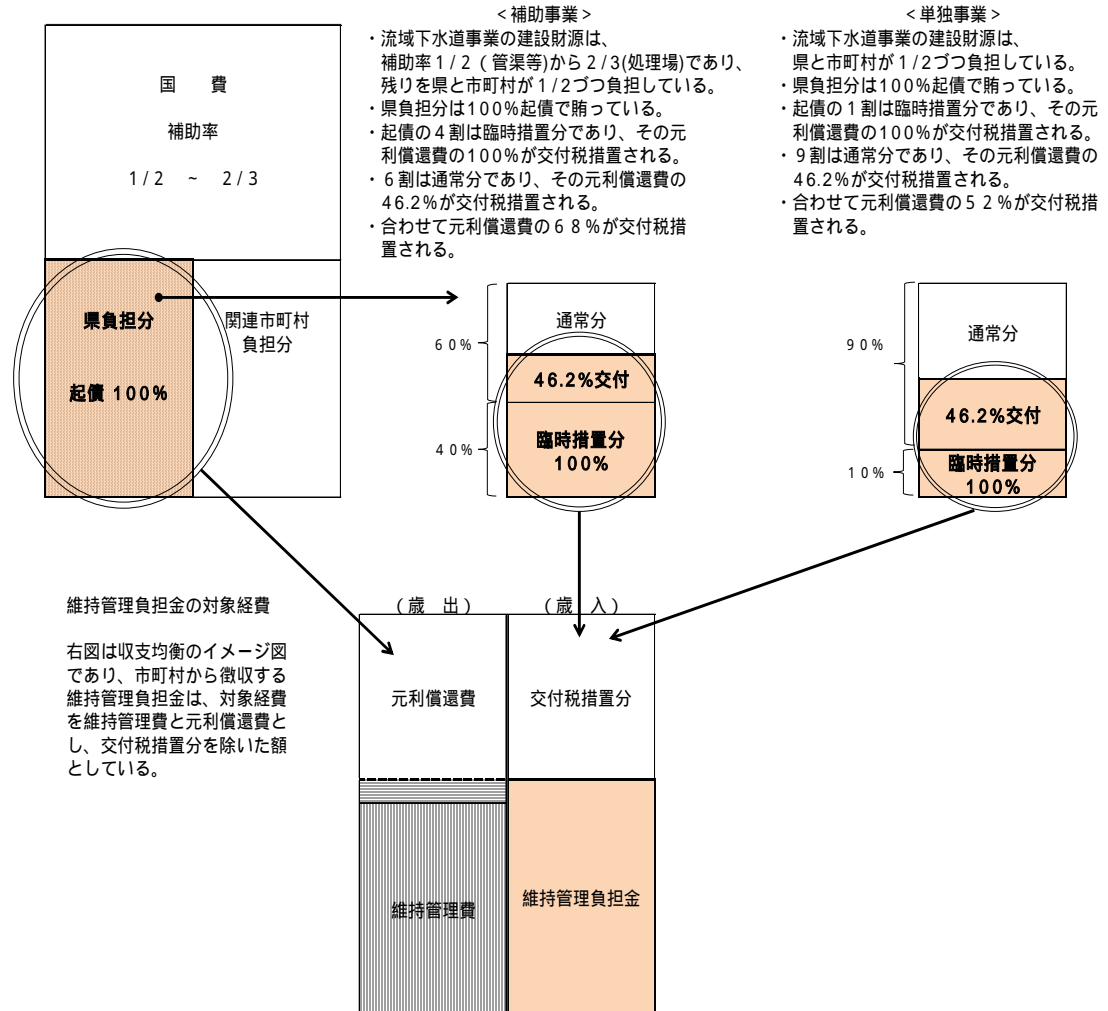 国　費
補助率
1/2　~　2/3
県負担分
起債 100%
関連市町村
負担分
<補助事業>
・流域下水道事業の建設財源は、
補助率1/2（管渠等)から2/3(処理場)であり、
残りを県と市町村が1/2づつ負担している。
・県負担分は100%起債で賄っている。
・起債の4割は臨時措置分であり、その元
利償還費の100%が交付税措置される。
・6割は通常分であり、その元利償還費の
46.2%が交付税措置される。
・合わせて元利償還費の68%が交付税措
置される。
60%
40%
通常分
46.2%交付
臨時措置分
100%
<単独事業>
・流域下水道事業の建設財源は、
県と市町村が1/2づつ負担している。
・県負担分は100%起債で賄っている。
・起債の1割は臨時措置分であり、その元
利償還費の100%が交付税措置される。
・9割は通常分であり、その元利償還費の
46.2%が交付税措置される。
・合わせて元利償還費の52%が交付税措
置される。
90%
10%
通常分
46.2%交付
臨時措置分
100%
維持管理負担金の対象経費
右図は収支均衡のイメージ図
であり、市町村から徴収する
維持管理負担金は、対象経費
を維持管理費と元利償還費と
し、交付税措置分を除いた額
としている。
(歳　出)
(歳　入)
元利償還費
交付税措置分
維持管理費
維持管理負担金